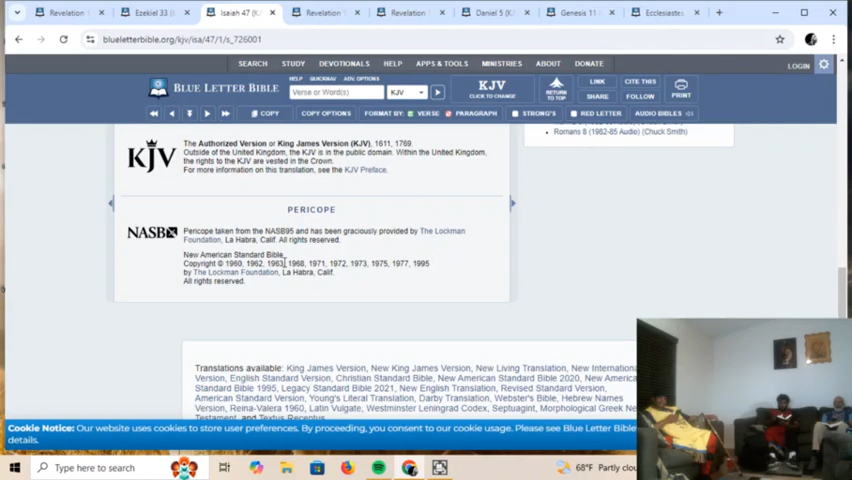 Revelation
Ezekiel 33 (
Isaiah 47 (K
Revelation
Revelation
Daniel 5 (KJ
Genesis 11
Ecclesiastes
blueletterbible.org/kjv/isa/47/1/s_726001
SEARCH STUDY DEVOTIONALS HELP APPS & TOOLS MINISTRIES ABOUT DONATE
LOGIN
BLUE LETTER BIBLE
HELP QUICKNAV ADV. OPTIONS
Verse or Word(s)
KJV
KJV
CLICK TO CHANGE
RETURN
TO TOP
LINK
SHARE
CITE THIS
FOLLOW
PRINT
COPY COPY OPTIONS FORMAT BY: VERSE PARAGRAPH STRONG'S RED LETTER AUDIO BIBLES
Romans 8 (1982-85 Audio) (Chuck Smith)
KJV
The Authorized Version or King James Version (KJV), 1611, 1769.
Outside of the United Kingdom, the KJV is in the public domain. Within the United Kingdom,
the rights to the KJV are vested in the Crown.
For more information on this translation, see the KJV Preface.
PERICOPE
NASB
Pericope taken from the NASB95 and has been graciously provided by The Lockman
Foundation, La Habra, Calif. All rights reserved.
New American Standard Bible
Copyright © 1960, 1962, 1963, 1968, 1971, 1972, 1973, 1975, 1977, 1995
by The Lockman Foundation, La Habra, Calif.
All rights reserved.
Translations available: King James Version, New King James Version, New Living Translation, New Internationa
Version, English Standard Version, Christian Standard Bible, New American Standard Bible 2020, New America
Standard Bible 1995, Legacy Standard Bible 2021, New English Translation, Revised Standard Version,
American Standard Version, Young's Literal Translation, Darby Translation, Webster's Bible, Hebrew Names
Version, Reina-Valera 1960, Latin Vulgate, Westminster Leningrad Codex, Septuagint, Morphological Greek Ne
Testament, and Textus Receptus
Cookie Notice: Our website uses cookies to store user preferences. By proceeding, you consent to our cookie usage. Please see Blue Letter Bible
details.
Type here to search
68°F Partly clou